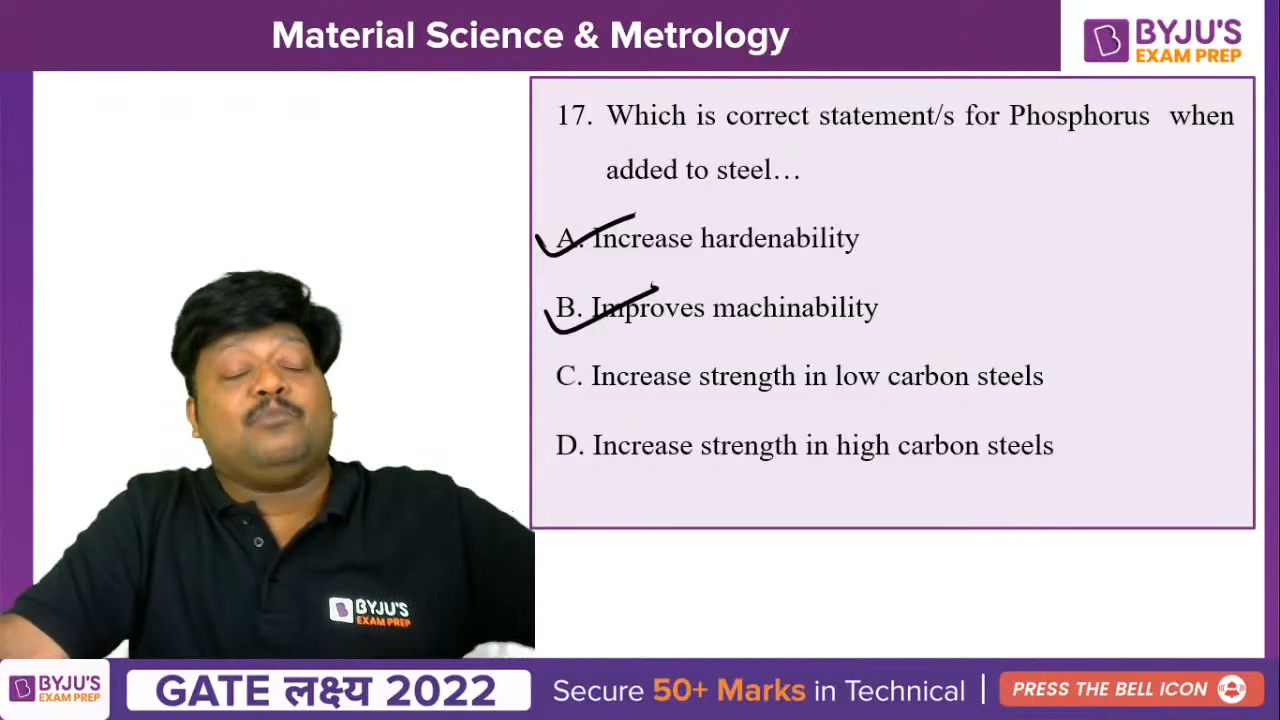 Material Science & Metrology
BYJU'S
EXAM PREP
17. Which is correct statement/s for Phosphorus when
added to steel...
A. Increase hardenability
B. Improves machinability
C. Increase strength in low carbon steels
D. Increase strength in high carbon steels
BYJU'S
EXAM PREP
BYJU'S
EXAM PREP
GATE लक्ष्य 2022
Secure 50+ Marks in Technical
PRESS THE BELL ICON